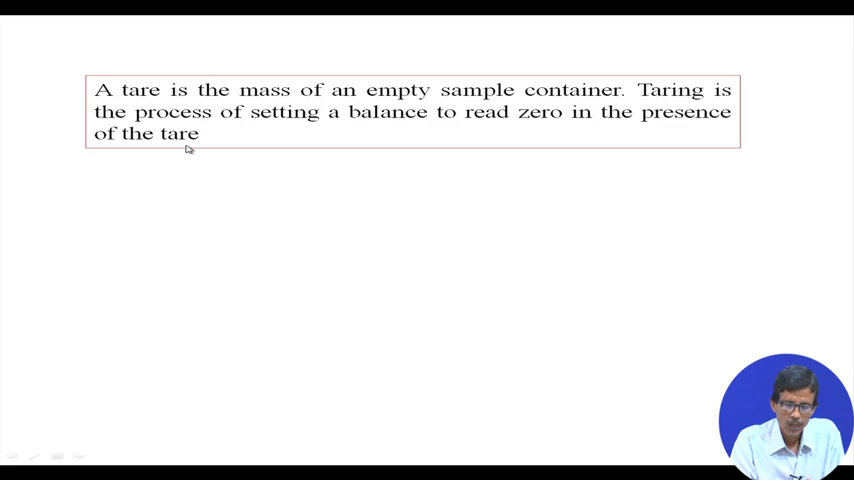 A tare is the mass of an empty sample container. Taring is
the process of setting a balance to read zero in the presence
of the tare